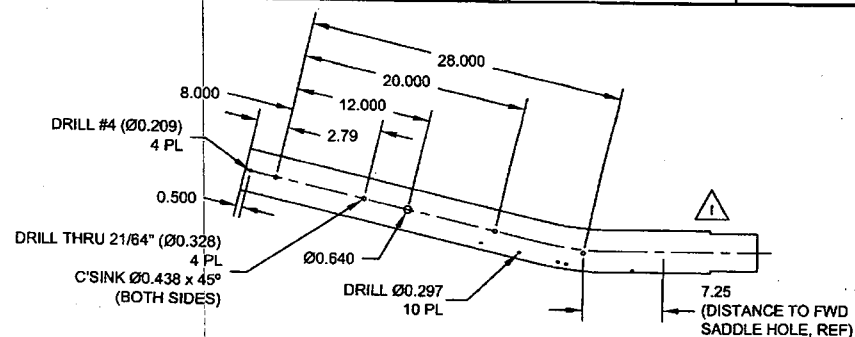 28.000
20.000
8.000
12.000
DRILL #4 (Ø0.209)
4 PL
2.79
0.500
1
DRILL THRU 21/64" (Ø0.328)
4 PL
C'SINK Ø0.438 x 45º
(BOTH SIDES)
Ø0.640
DRILL Ø0.297
10 PL
7.25
(DISTANCE TO FWD
SADDLE HOLE, REF)